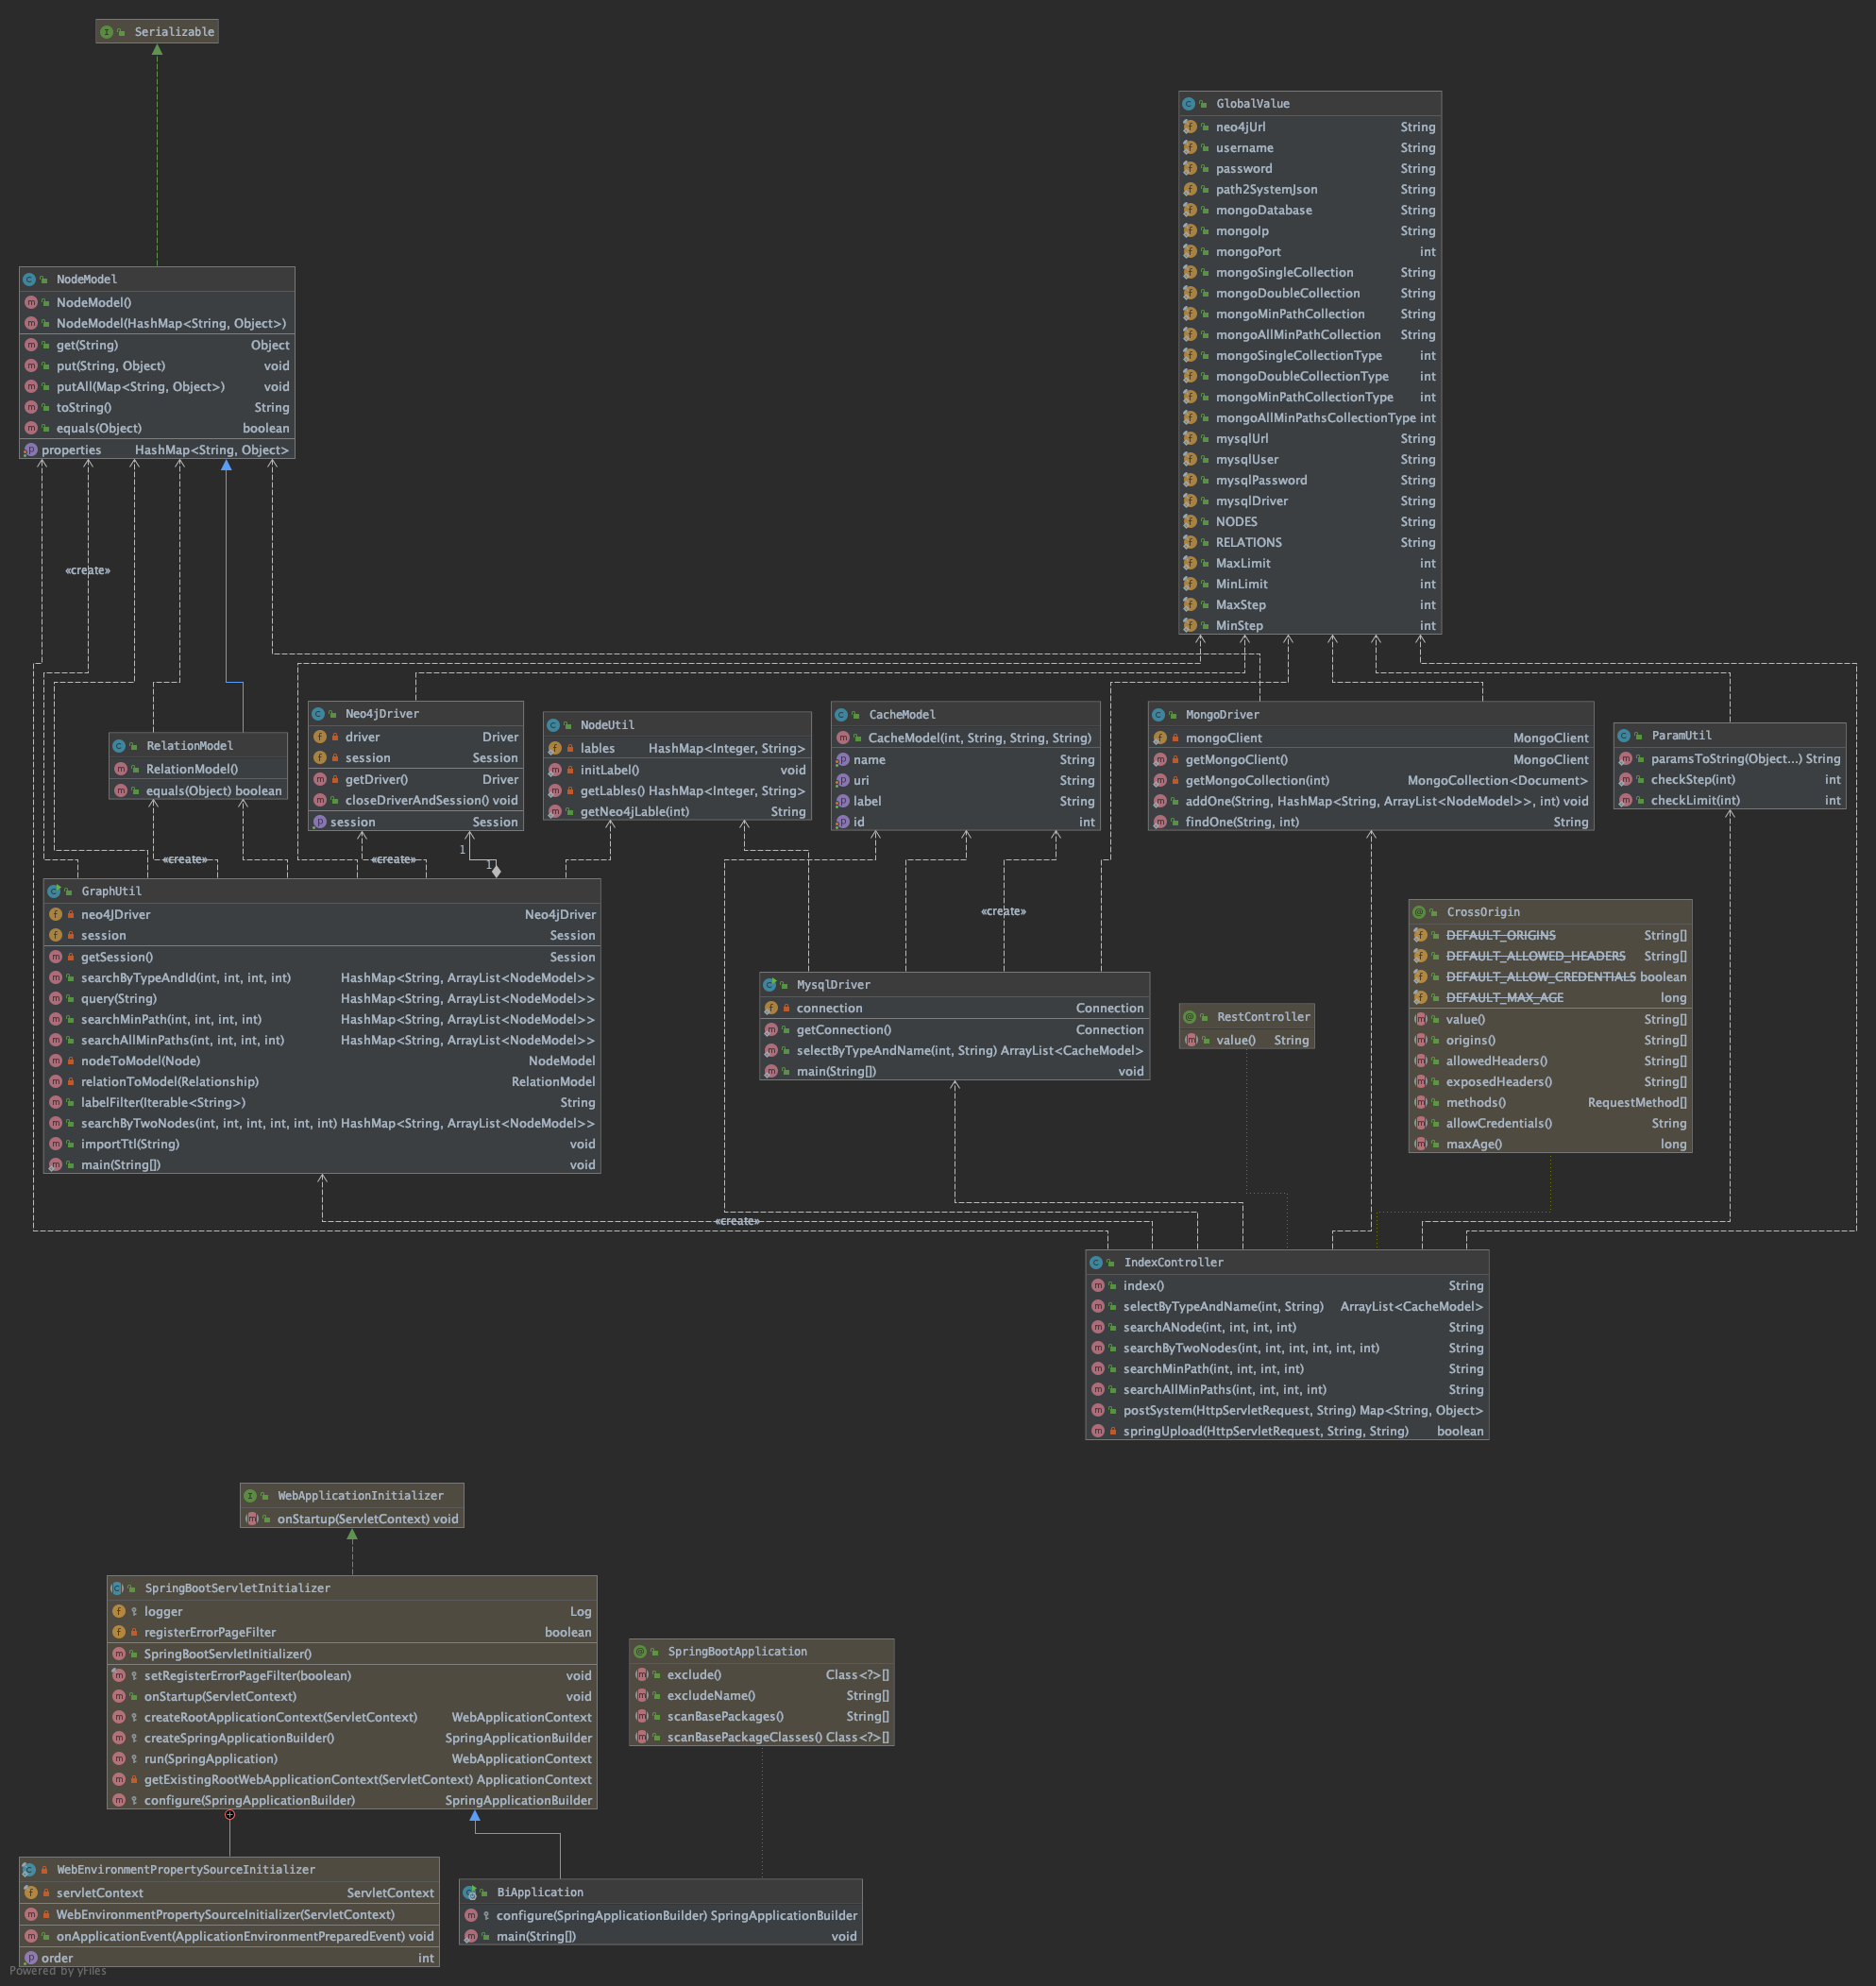 Serializable
GlobalValue
neo4jUrl String
username String
password String
path2SystemJson String
mongoDatabase String
mongoIp String
mongoPort int
mongoSingleCollection String
mongoDoubleCollection String
mongoMinPathCollection String
mongoAllMinPathCollection String
mongoSingleCollectionType int
mongoDoubleCollectionType int
mongoMinPathCollectionType int
mongoAllMinPathsCollectionType int
mysqlUrl String
mysqlUser String
mysqlPassword String
mysqlDriver String
NODES String
RELATIONS String
MaxLimit int
MinLimit int
MaxStep int
MinStep int
NodeModel
NodeModel()
NodeModel(HashMap<String, Object>)
get(String) Object
put(String, Object) void
putAll(Map<String, Object>) void
toString() String
equals(Object) boolean
properties HashMap<String, Object>
«create»
RelationModel
RelationModel()
equals(Object) boolean
Neo4jDriver
driver Driver
session Session
getDriver() Driver
closeDriverAndSession() void
session Session
NodeUtil
lables HashMap<Integer, String>
initLabel() void
getLables() HashMap<Integer, String>
getNeo4jLable(int) String
CacheModel
CacheModel(int, String, String, String)
name String
uri String
label String
id int
MongoDriver
mongoClient MongoClient
getMongoClient() MongoClient
getMongoCollection(int) MongoCollection<Document>
addOne(String, HashMap<String, ArrayList<NodeModel>>, int) void
findOne(String, int) String
ParamUtil
paramsToString(Object...) String
checkStep(int) int
checkLimit(int) int
«create»
«create»
1
1
GraphUtil
neo4JDriver Neo4jDriver
session Session
getSession() Session
searchByTypeAndId(int, int, int, int) HashMap<String, ArrayList<NodeModel>>
query(String) HashMap<String, ArrayList<NodeModel>>
searchMinPath(int, int, int, int) HashMap<String, ArrayList<NodeModel>>
searchAllMinPaths(int, int, int, int) HashMap<String, ArrayList<NodeModel>>
nodeToModel(Node) NodeModel
relationToModel(Relationship) RelationModel
labelFilter(Iterable<String>) String
searchByTwoNodes(int, int, int, int, int, int) HashMap<String, ArrayList<NodeModel>>
importTtl(String) void
main(String[]) void
«create»
MysqlDriver
connection Connection
getConnection() Connection
selectByTypeAndName(int, String) ArrayList<CacheModel>
main(String[]) void
RestController
value() String
CrossOrigin
DEFAULT_ORIGINS String[]
DEFAULT_ALLOWED_HEADERS String[]
DEFAULT_ALLOW_CREDENTIALS boolean
DEFAULT_MAX_AGE long
value() String[]
origins() String[]
allowedHeaders() String[]
exposedHeaders() String[]
methods() RequestMethod[]
allowCredentials() String
maxAge() long
«create»
IndexController
index() String
selectByTypeAndName(int, String) ArrayList<CacheModel>
searchANode(int, int, int, int) String
searchByTwoNodes(int, int, int, int, int, int) String
searchMinPath(int, int, int, int) String
searchAllMinPaths(int, int, int, int) String
postSystem(HttpServletRequest, String) Map<String, Object>
springUpload(HttpServletRequest, String, String) boolean
WebApplicationInitializer
onStartup(ServletContext) void
SpringBootServletInitializer
logger Log
registerErrorPageFilter boolean
SpringBootServletInitializer()
setRegisterErrorPageFilter(boolean) void
onStartup(ServletContext) void
createRootApplicationContext(ServletContext) WebApplicationContext
createSpringApplicationBuilder() SpringApplicationBuilder
run(SpringApplication) WebApplicationContext
getExistingRootWebApplicationContext(ServletContext) ApplicationContext
configure(SpringApplicationBuilder) SpringApplicationBuilder
SpringBootApplication
exclude() Class<?>[]
excludeName() String[]
scanBasePackages() String[]
scanBasePackageClasses() Class<?>[]
WebEnvironmentPropertySourceInitializer
servletContext ServletContext
WebEnvironmentPropertySourceInitializer(ServletContext)
onApplicationEvent(ApplicationEnvironmentPreparedEvent) void
order int
BiApplication
configure(SpringApplicationBuilder) SpringApplicationBuilder
main(String[]) void
Powered by yFiles